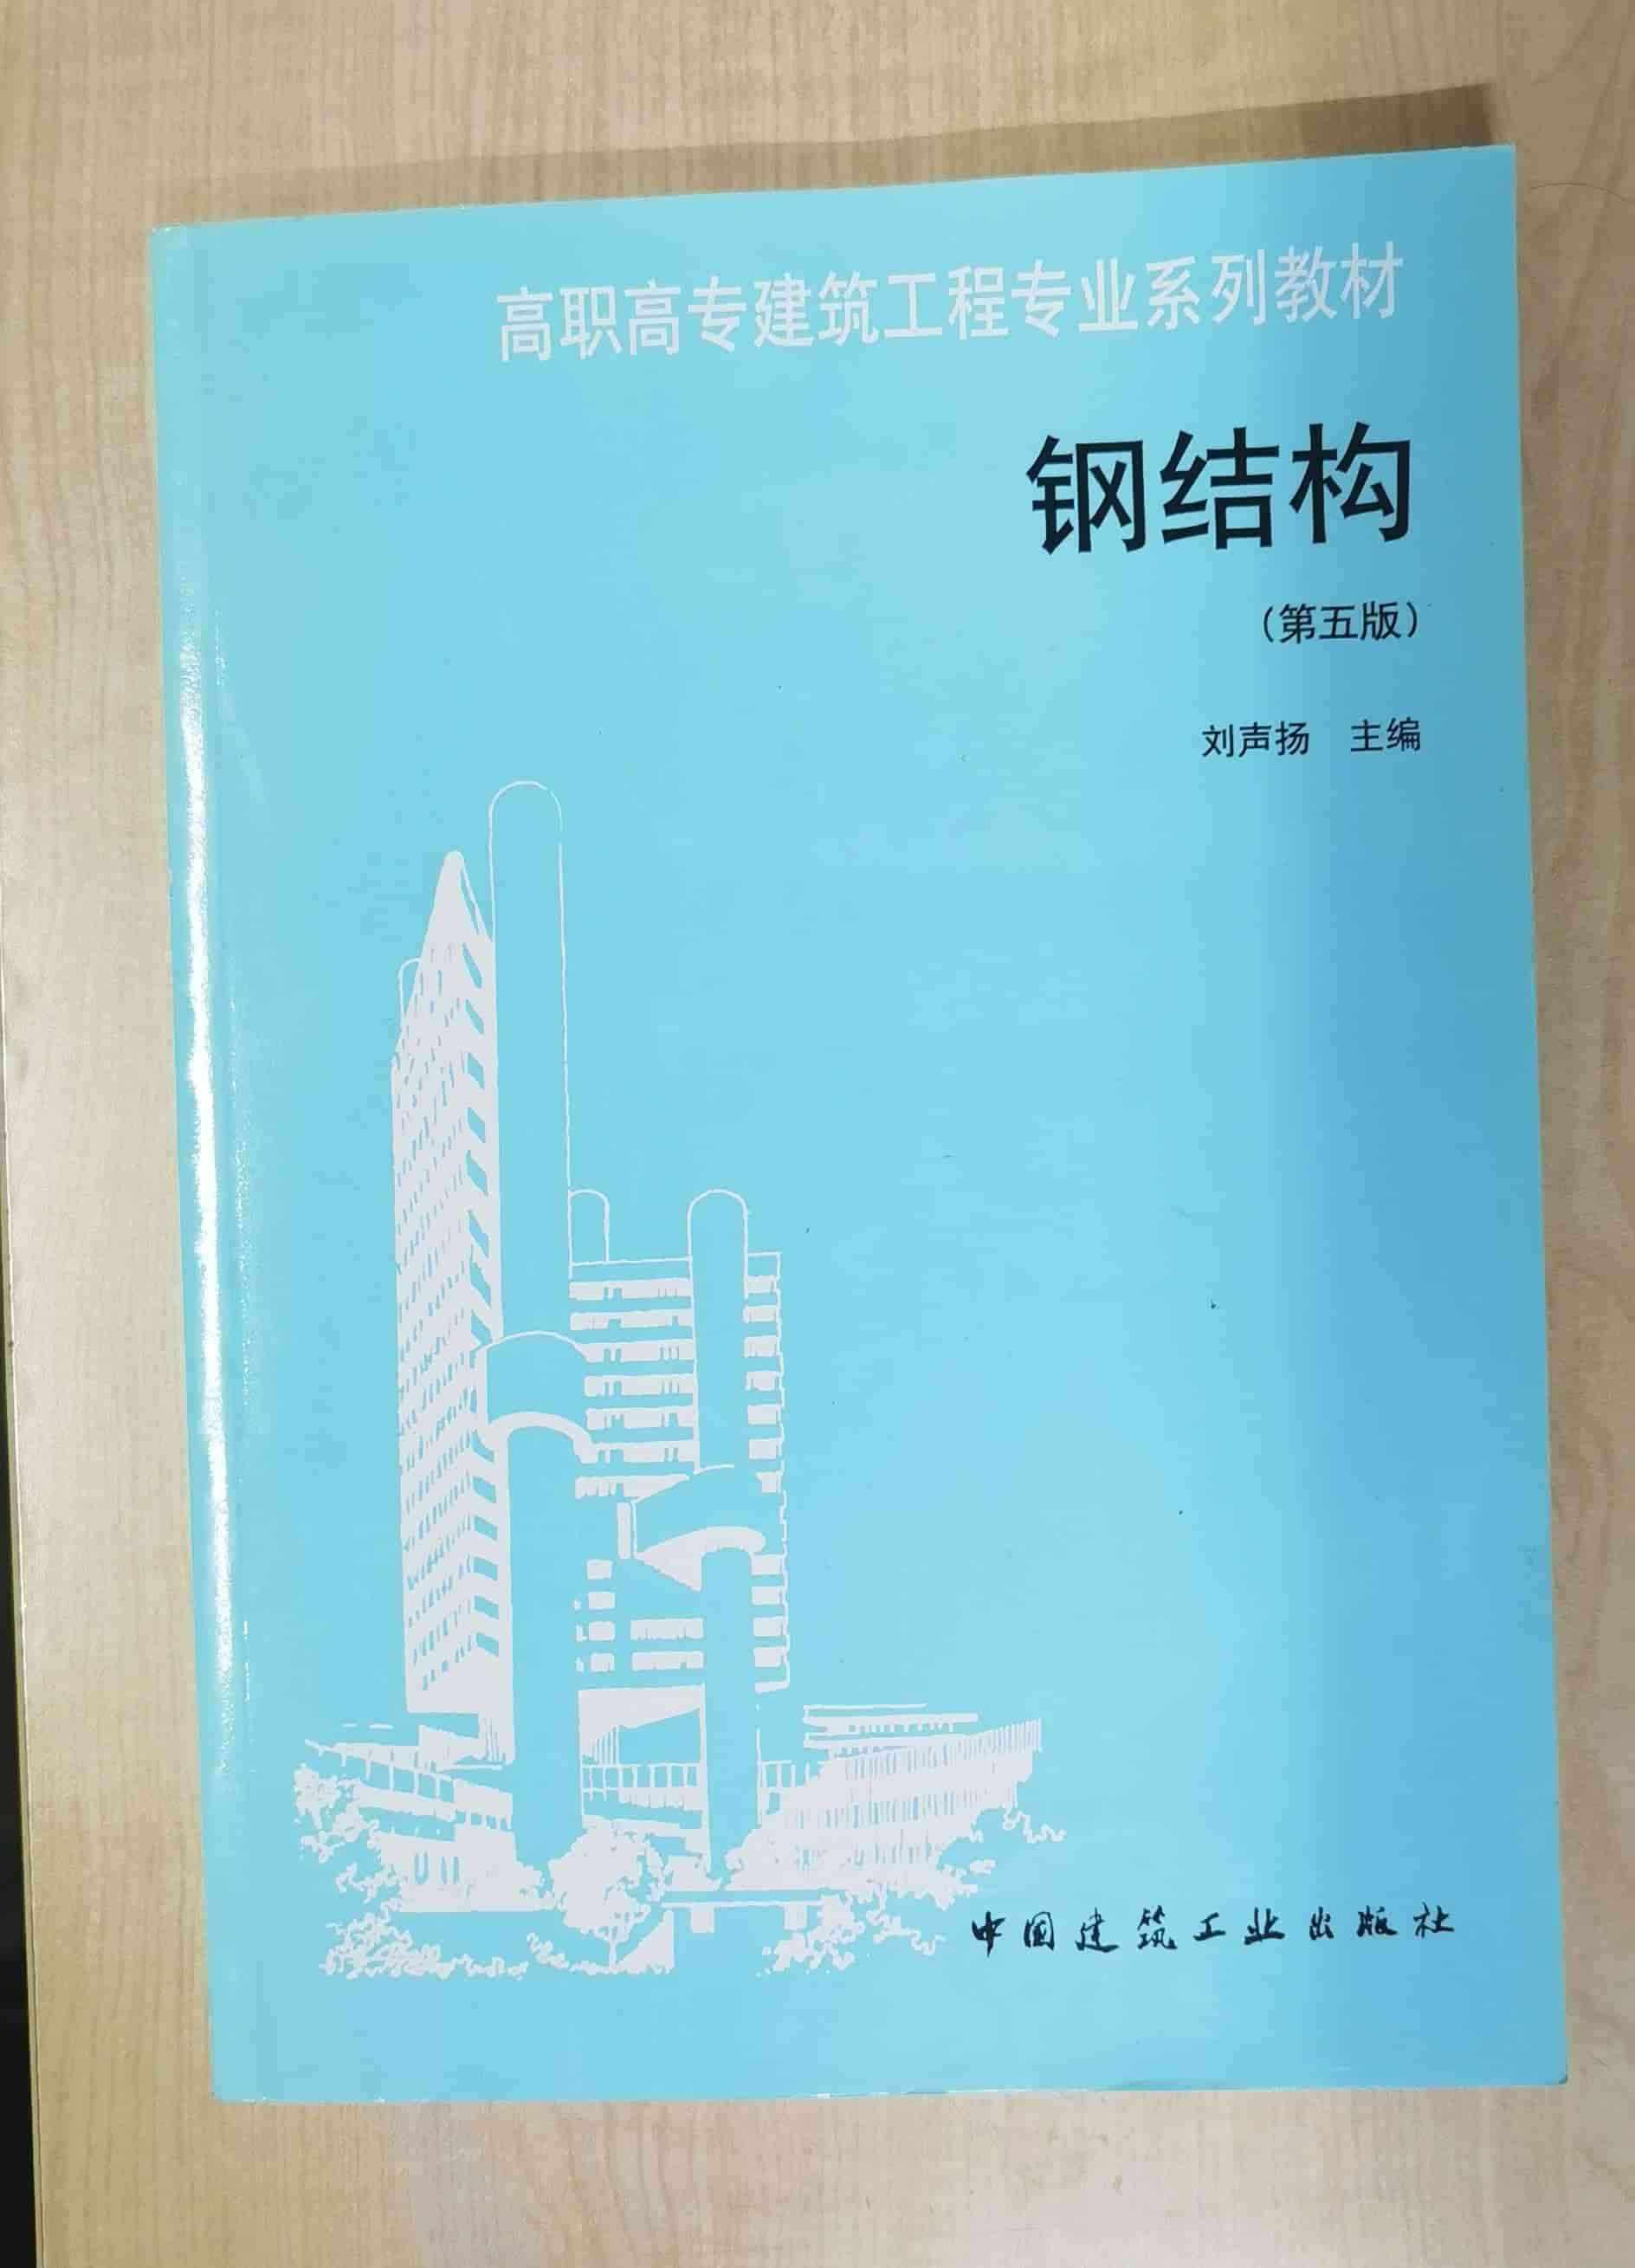 高职高专建筑工程专业系列教材
钢结构
（第五版）
刘声扬　主编
中国建筑工业出版社